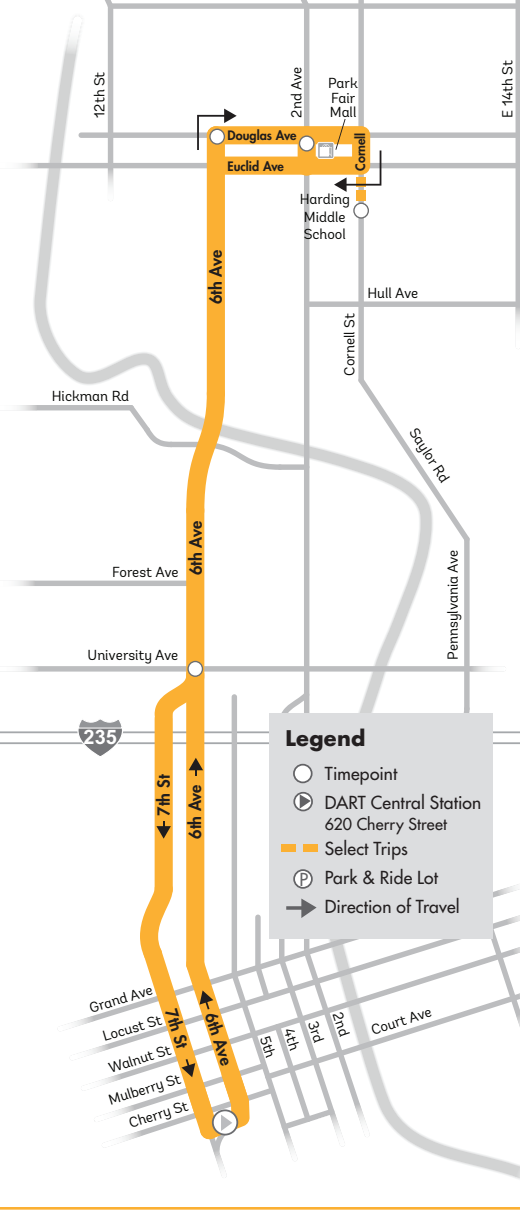 12th St
2nd Ave
Park
Fair
Mall
E 14th St
Douglas Ave
Cornell
Euclid Ave
Harding
Middle
School
6th Ave
Hull Ave
Cornell St
Hickman Rd
Saylor Rd
6th Ave
Forest Ave
Pennsylvania Ave
University Ave
235
7th St
6th Ave
Legend
Timepoint
DART Central Station
620 Cherry Street
Select Trips
P Park & Ride Lot
Direction of Travel
Grand Ave
Locust St
Walnut St
Mulberry St
Cherry St
7th St
6th Ave
5th
4th
3rd
2nd
Court Ave